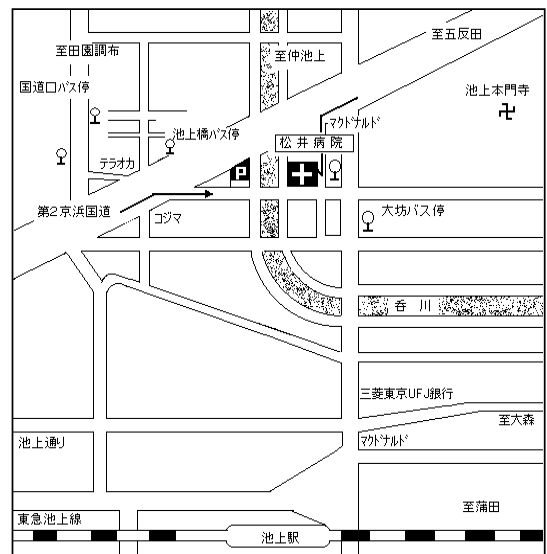 至五反田
至田園調布
至仲池上
国道口バス停
池上本門寺
マクドナルド
池上橋バス停
松井病院
テラオカ
P
第2京浜国道
コジマ
大坊バス停
呑川
三菱東京UFJ銀行
至大森
池上通り
マクドナルド
至蒲田
東急池上線
池上駅